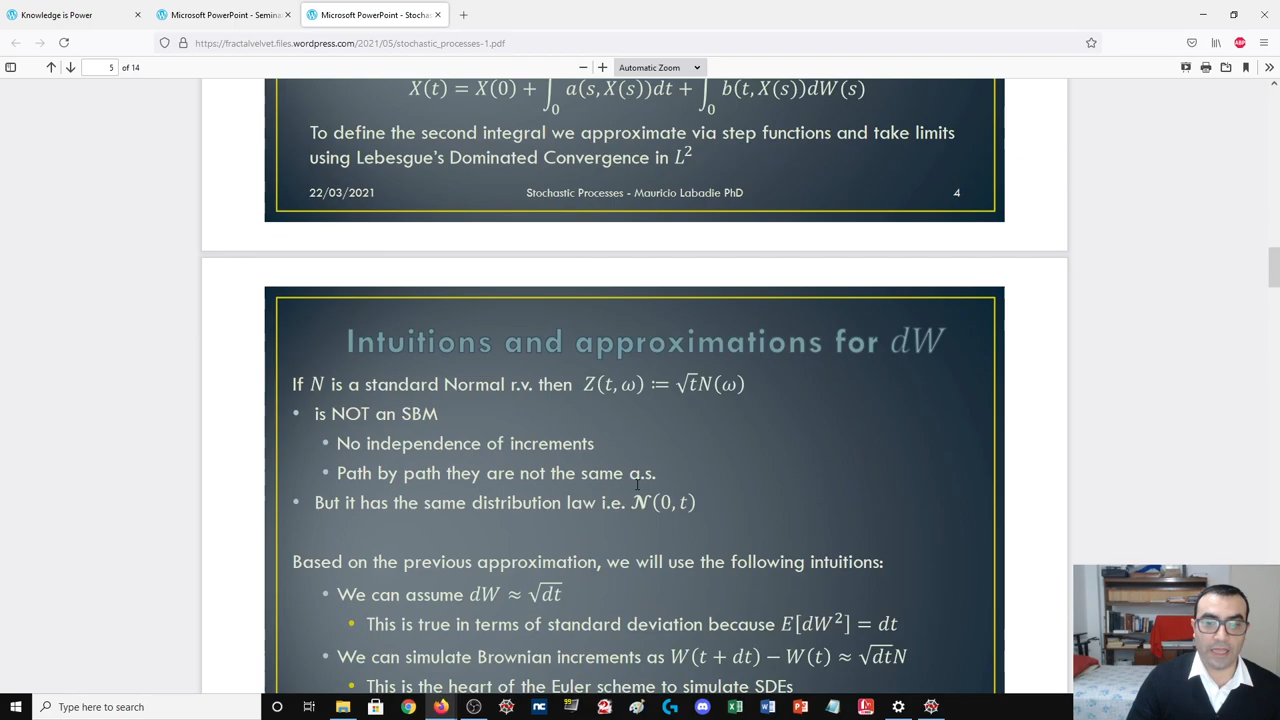 Knowledge is Power
Microsoft PowerPoint - Semina
Microsoft PowerPoint - Stochas
https://fractalvelvet.files.wordpress.com/2021/05/stochastic_processes-1.pdf
5 of 14
Automatic Zoom
X(t) = X(0) + ∫₀ a(s, X(s))dt + ∫₀ b(t, X(s))dW(s)
To define the second integral we approximate via step functions and take limits
using Lebesgue's Dominated Convergence in L²
22/03/2021 Stochastic Processes - Mauricio Labadie PhD 4
Intuitions and approximations for dW
If N is a standard Normal r.v. then Z(t, ω) ≔ √tN(ω)
• is NOT an SBM
• No independence of increments
• Path by path they are not the same a.s.
• But it has the same distribution law i.e. 𝓝(0, t)
Based on the previous approximation, we will use the following intuitions:
• We can assume dW ≈ √dt
• This is true in terms of standard deviation because E[dW²] = dt
• We can simulate Brownian increments as W(t + dt) − W(t) ≈ √dtN
• This is the heart of the Euler scheme to simulate SDEs
Type here to search